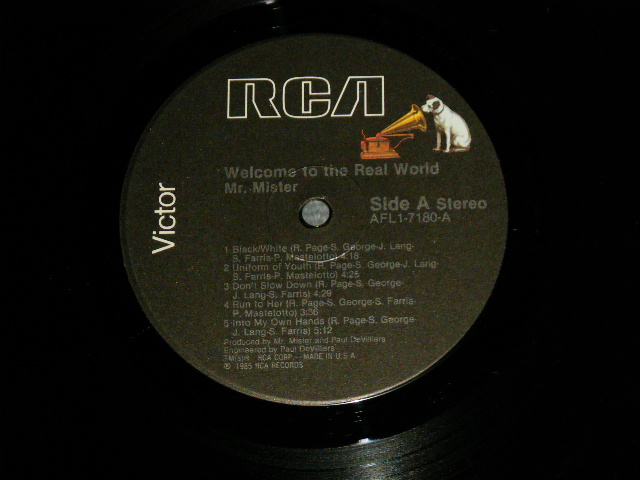 RCA
Victor
Welcome to the Real World
Mr. Mister
Side A Stereo
AFL1-7180-A
1 Black/White (R. Page-S. George-J. Lang-
S. Farris-P. Mastelotto) 4:18
2 Uniform of Youth (R. Page-S. George-J. Lang-
S. Farris-P. Mastelotto) 4:25
3 Don't Slow Down (R. Page-S. George-
J. Lang-S. Farris) 4:29
4 Run to Her (R. Page-S. George-S. Farris-
P. Mastelotto) 3:36
5 Into My Own Hands (R. Page-S. George-
J. Lang-S. Farris) 5:12
Produced by Mr. Mister and Paul DeVilliers
Engineered by Paul DeVilliers
RCA CORP.—MADE IN U.S.A
℗ 1985 RCA RECORDS